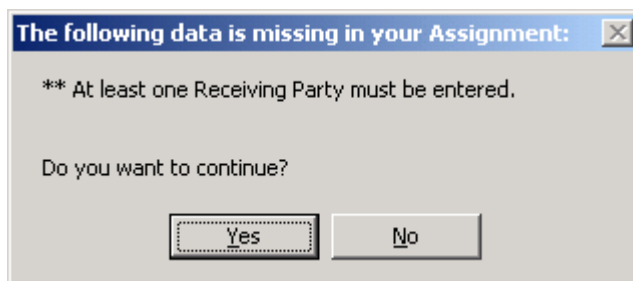 The following data is missing in your Assignment:
** At least one Receiving Party must be entered.
Do you want to continue?
Yes
No